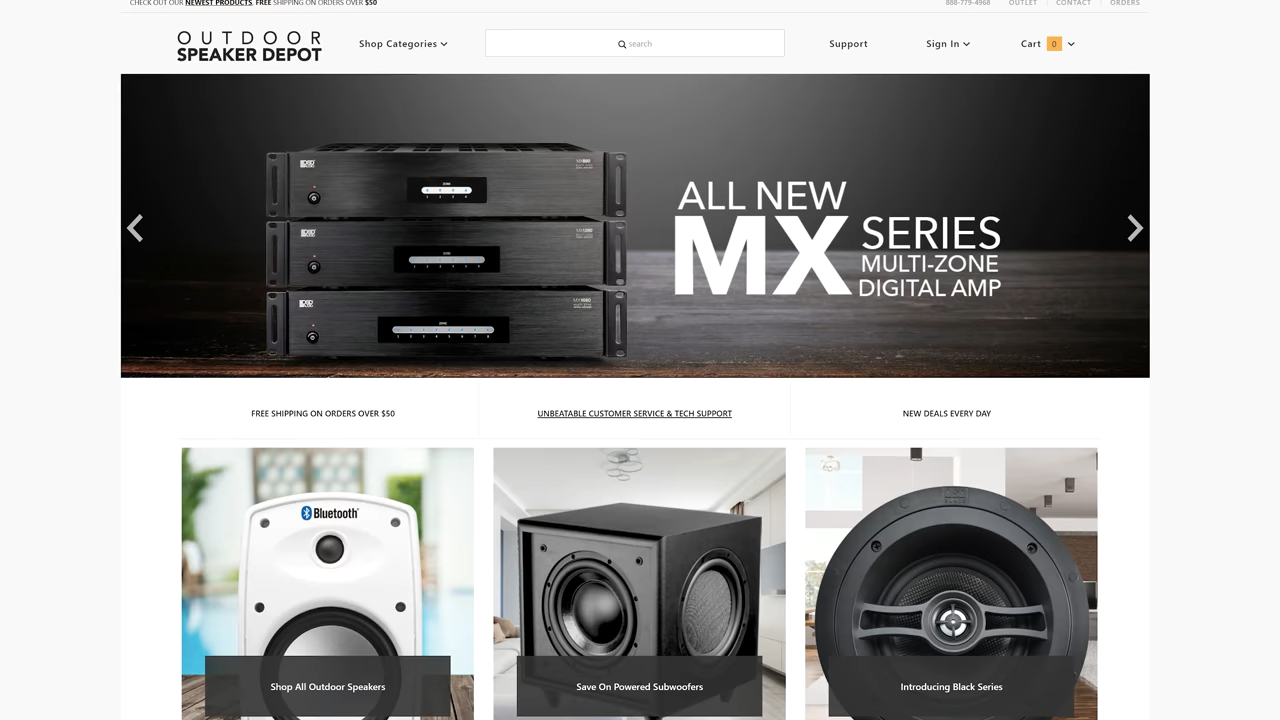 CHECK OUT OUR NEWEST PRODUCTS. FREE SHIPPING ON ORDERS OVER $50
888-779-4968 OUTLET CONTACT ORDERS
OUTDOOR
SPEAKER DEPOT
Shop Categories
search
Support
Sign In
Cart 0
ALL NEW
MX SERIES
MULTI-ZONE
DIGITAL AMP
FREE SHIPPING ON ORDERS OVER $50
UNBEATABLE CUSTOMER SERVICE & TECH SUPPORT
NEW DEALS EVERY DAY
Bluetooth
Shop All Outdoor Speakers
Save On Powered Subwoofers
Introducing Black Series